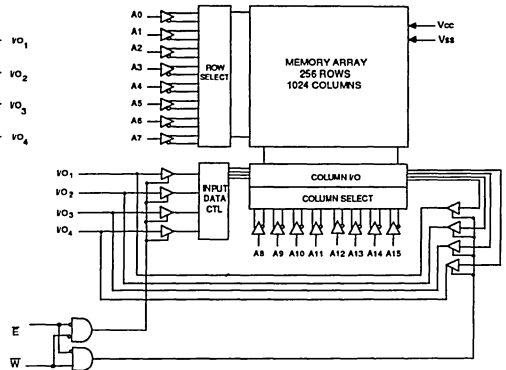 I/O1
I/O2
I/O3
I/O4
A0
A1
A2
A3
A4
A5
A6
A7
ROW
SELECT
MEMORY ARRAY
256 ROWS
1024 COLUMNS
Vcc
Vss
I/O1
I/O2
I/O3
I/O4
INPUT
DATA
CTL
COLUMN I/O
COLUMN SELECT
A8 A9 A10 A11 A12 A13 A14 A15
E
W